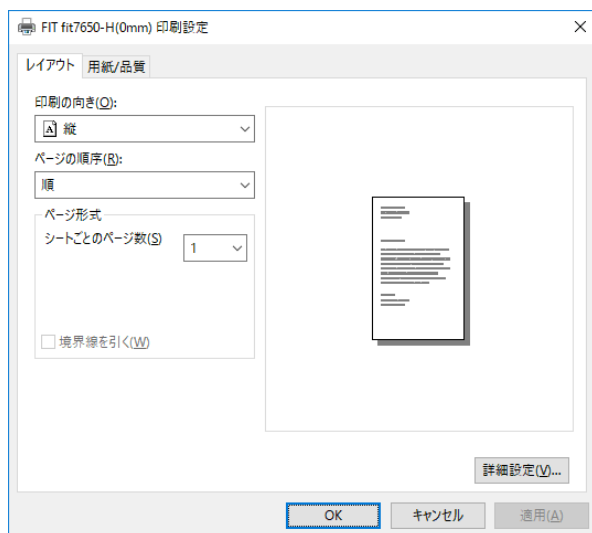 FIT fit7650-H(0mm) 印刷設定
レイアウト 用紙/品質
印刷の向き(O):
縦
ページの順序(R):
順
ページ形式
シートごとのページ数(S)
1
境界線を引く(W)
詳細設定(V)...
OK キャンセル 適用(A)